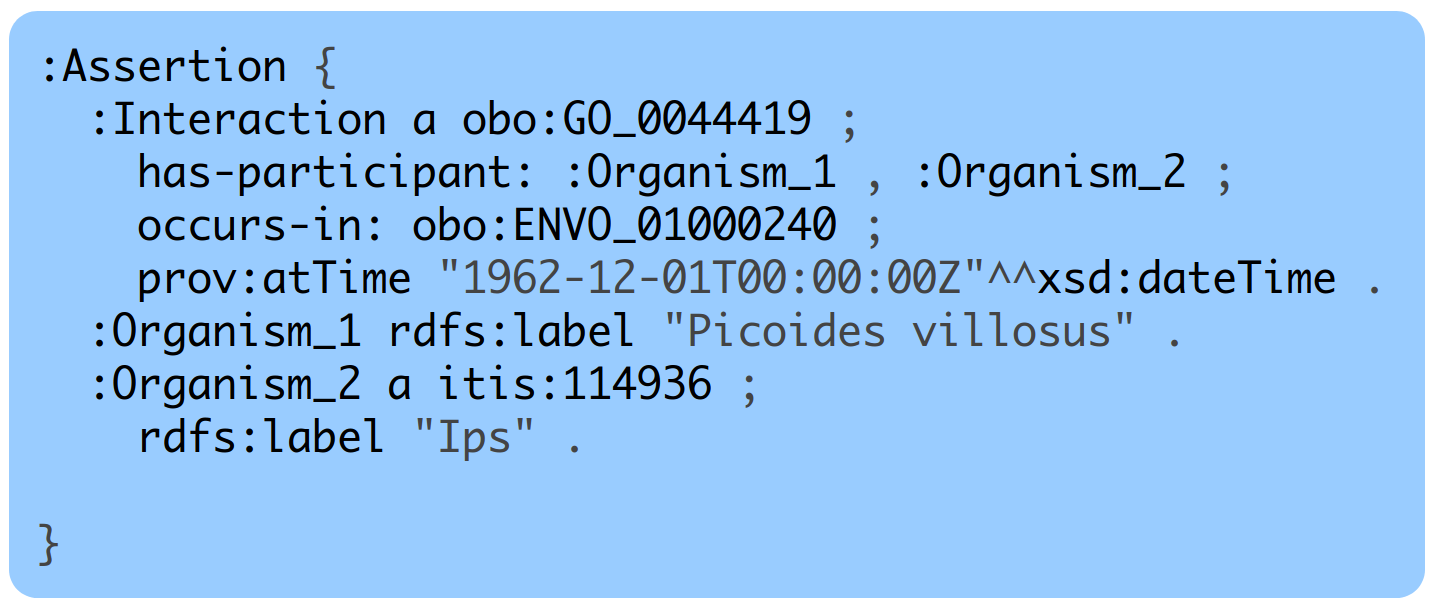 :Assertion {
:Interaction a obo:GO_0044419 ;
has-participant: :Organism_1 , :Organism_2 ;
occurs-in: obo:ENVO_01000240 ;
prov:atTime "1962-12-01T00:00:00Z"^^xsd:dateTime .
:Organism_1 rdfs:label "Picoides villosus" .
:Organism_2 a itis:114936 ;
rdfs:label "Ips" .
}